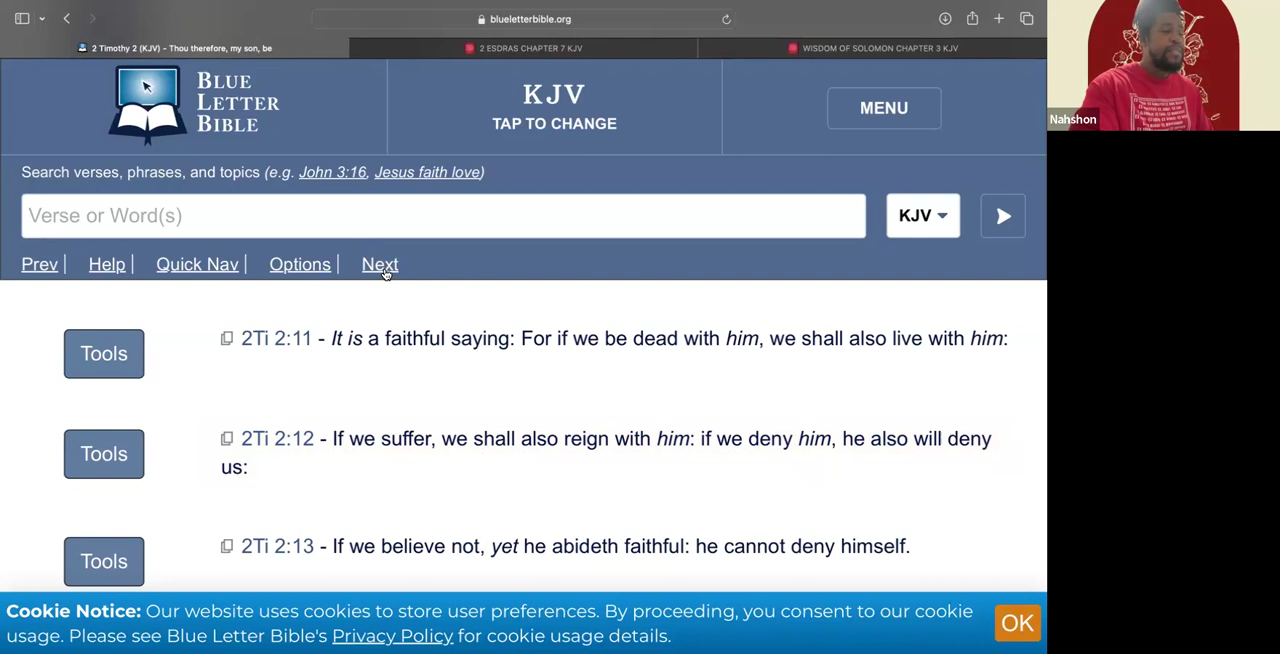 blueletterbible.org
2 Timothy 2 (KJV) - Thou therefore, my son, be
2 ESDRAS CHAPTER 7 KJV
WISDOM OF SOLOMON CHAPTER 3 KJV
BLUE
LETTER
BIBLE
KJV
TAP TO CHANGE
MENU
Nahshon
Search verses, phrases, and topics (e.g. John 3:16, Jesus faith love)
Verse or Word(s)
KJV
Prev | Help | Quick Nav | Options | Next
Tools
2Ti 2:11 - It is a faithful saying: For if we be dead with him, we shall also live with him:
Tools
2Ti 2:12 - If we suffer, we shall also reign with him: if we deny him, he also will deny
us:
Tools
2Ti 2:13 - If we believe not, yet he abideth faithful: he cannot deny himself.
Cookie Notice: Our website uses cookies to store user preferences. By proceeding, you consent to our cookie
usage. Please see Blue Letter Bible's Privacy Policy for cookie usage details.
OK